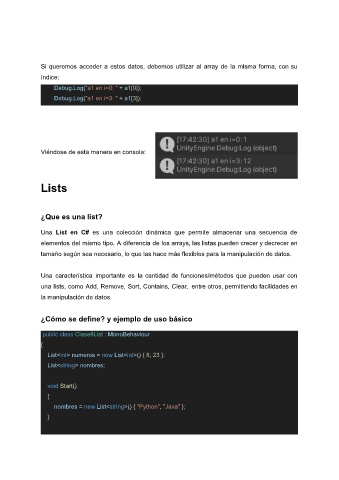 Si queremos acceder a estos datos, debemos utilizar al array de la misma forma, con su
índice:
Debug.Log("a1 en i=0: " + a1[0]);
Debug.Log("a1 en i=3: " + a1[3]);
Viéndose de esta manera en consola:
[17:42:30] a1 en i=0: 1
UnityEngine.Debug:Log (object)
[17:42:30] a1 en i=3: 12
UnityEngine.Debug:Log (object)
Lists
¿Que es una list?
Una List en C# es una colección dinámica que permite almacenar una secuencia de
elementos del mismo tipo. A diferencia de los arrays, las listas pueden crecer y decrecer en
tamaño según sea necesario, lo que las hace más flexibles para la manipulación de datos.
Una característica importante es la cantidad de funciones/métodos que pueden usar con
una lists, como Add, Remove, Sort, Contains, Clear, entre otros, permitiendo facilidades en
la manipulación de datos.
¿Cómo se define? y ejemplo de uso básico
public class Clase8List : MonoBehaviour
{
List<int> numeros = new List<int>() { 8, 23 };
List<string> nombres;
void Start()
{
nombres = new List<string>() { "Python", "Java" };
}